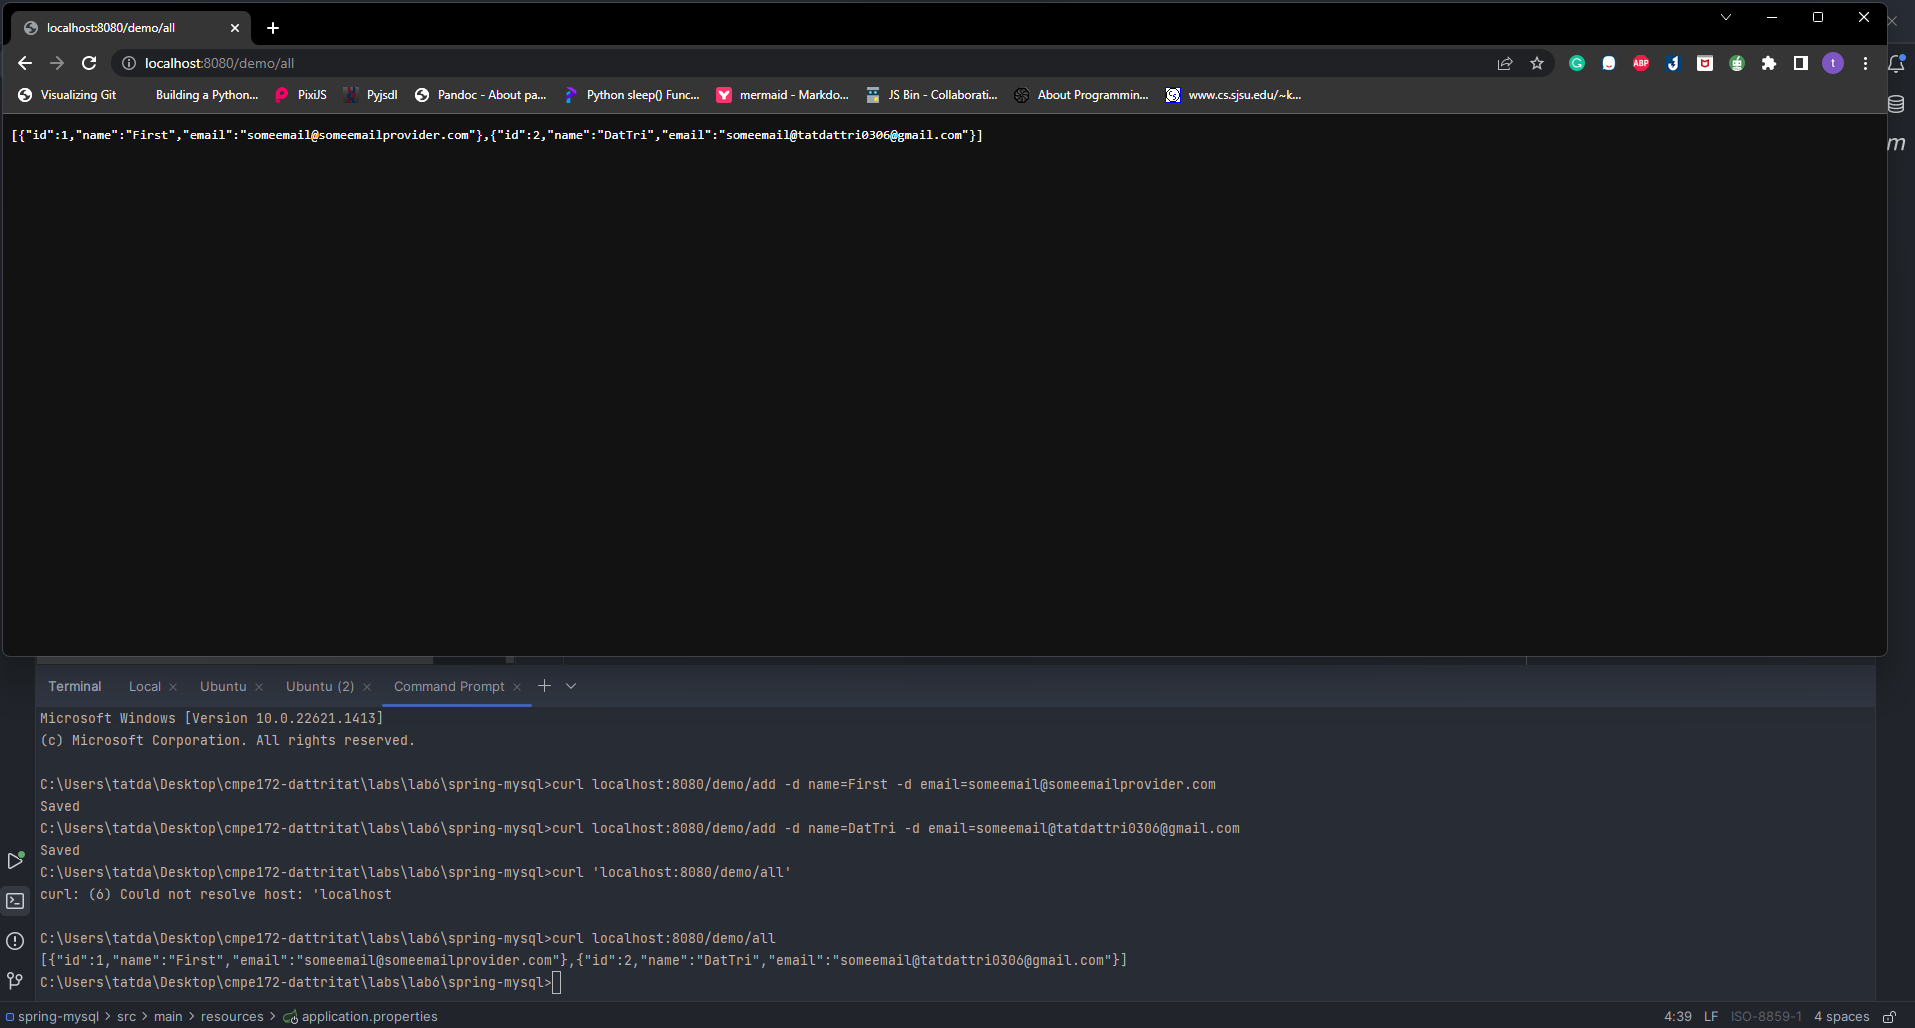 localhost:8080/demo/all
localhost:8080/demo/all
ABP
t
Visualizing Git
Building a Python...
PixiJS
Pyjsdl
Pandoc - About pa...
Python sleep() Func...
mermaid - Markdo...
JS Bin - Collaborati...
About Programmin...
www.cs.sjsu.edu/~k...
[{"id":1,"name":"First","email":"someemail@someemailprovider.com"},{"id":2,"name":"DatTri","email":"someemail@tatdattri0306@gmail.com"}]
m
Terminal Local Ubuntu Ubuntu (2) Command Prompt
Microsoft Windows [Version 10.0.22621.1413]
(c) Microsoft Corporation. All rights reserved.
C:\Users\tatda\Desktop\cmpe172-dattritat\labs\lab6\spring-mysql>curl localhost:8080/demo/add -d name=First -d email=someemail@someemailprovider.com
Saved
C:\Users\tatda\Desktop\cmpe172-dattritat\labs\lab6\spring-mysql>curl localhost:8080/demo/add -d name=DatTri -d email=someemail@tatdattri0306@gmail.com
Saved
C:\Users\tatda\Desktop\cmpe172-dattritat\labs\lab6\spring-mysql>curl 'localhost:8080/demo/all'
curl: (6) Could not resolve host: 'localhost
C:\Users\tatda\Desktop\cmpe172-dattritat\labs\lab6\spring-mysql>curl localhost:8080/demo/all
[{"id":1,"name":"First","email":"someemail@someemailprovider.com"},{"id":2,"name":"DatTri","email":"someemail@tatdattri0306@gmail.com"}]
C:\Users\tatda\Desktop\cmpe172-dattritat\labs\lab6\spring-mysql>
spring-mysql > src > main > resources > application.properties
4:39 LF ISO-8859-1 4 spaces